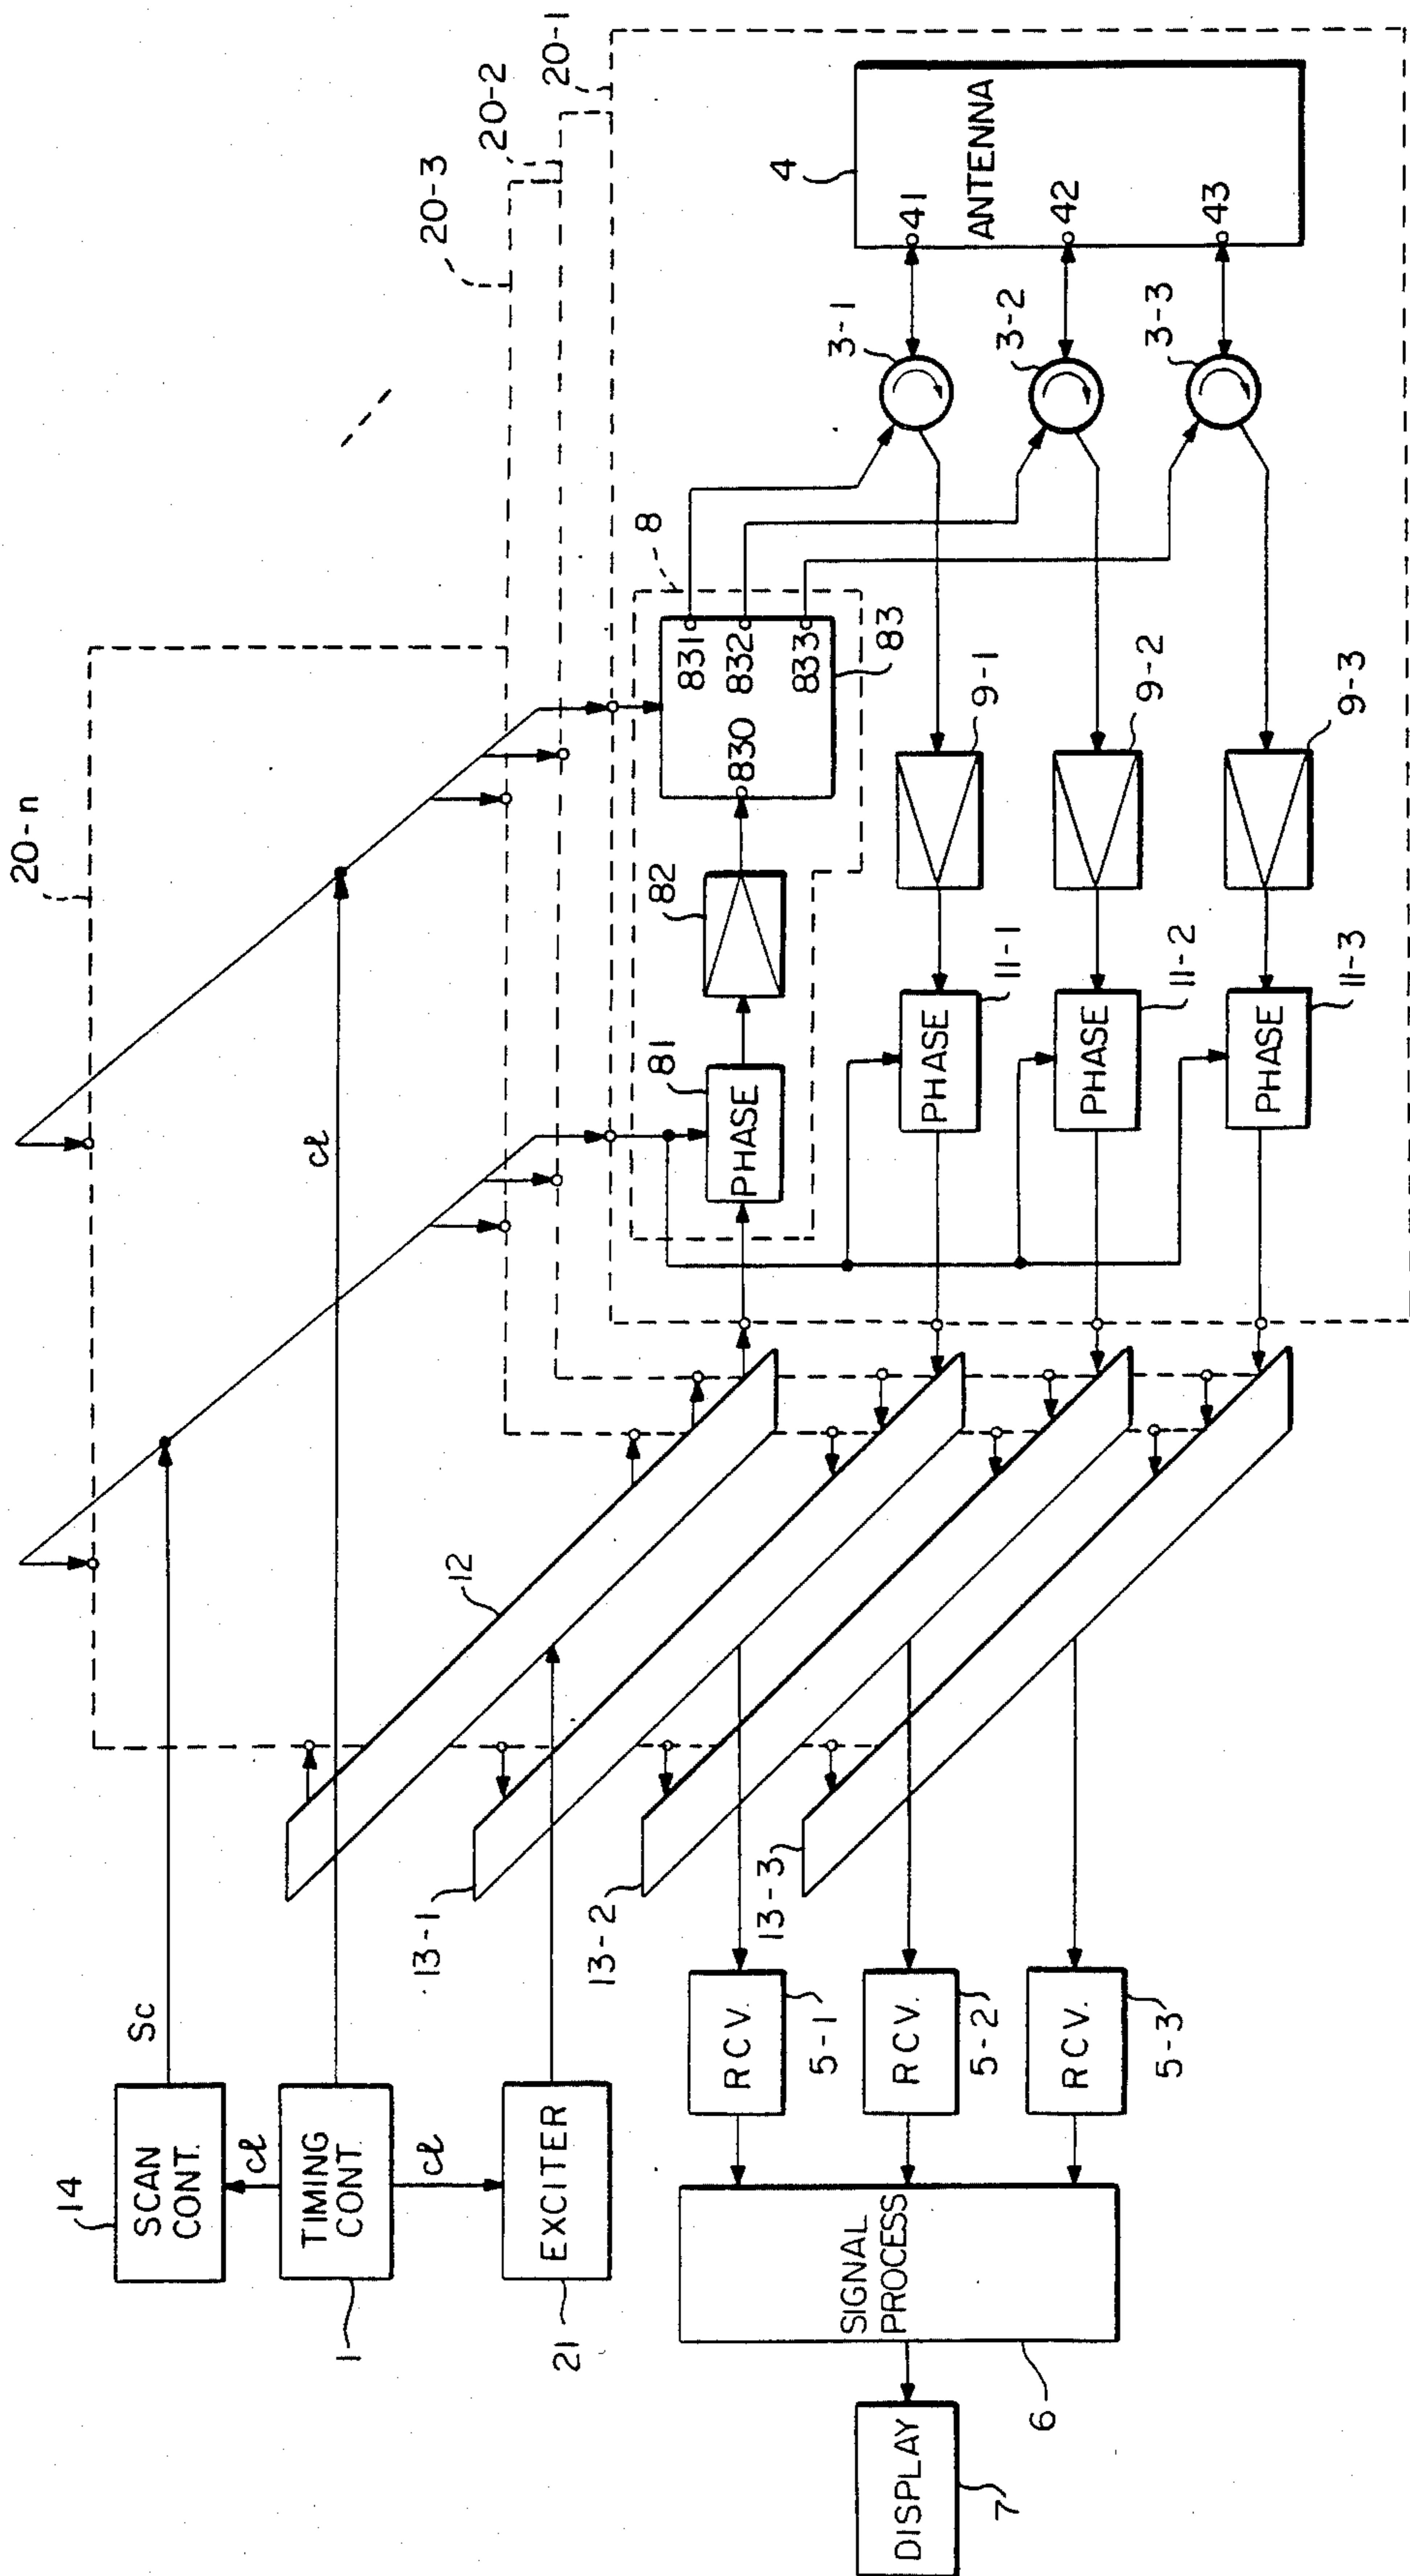 20-n
20-3
20-2
20-1
14
SCAN
CONT.
Sc
cl
1
TIMING
CONT.
cl
cl
21
EXCITER
12
13-1
13-2
13-3
81
PHASE
82
8
830
831
832
833
83
3-1
3-2
3-3
4
41
42
43
ANTENNA
9-1
9-2
9-3
PHASE
11-1
PHASE
11-2
PHASE
11-3
RCV.
5-1
RCV.
5-2
RCV.
5-3
SIGNAL
PROCESS
6
DISPLAY
7